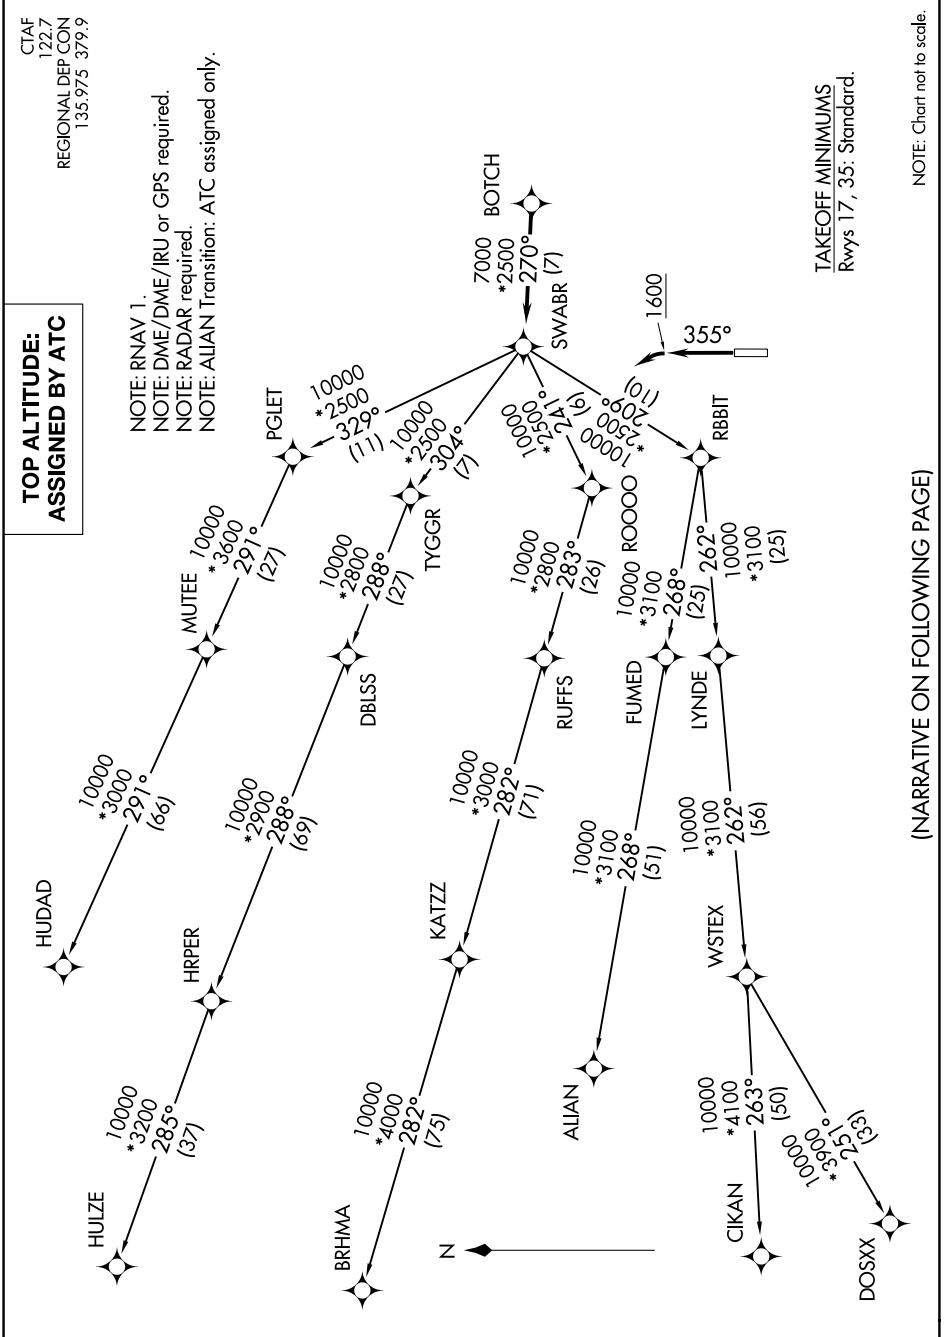 CTAF
122.7
REGIONAL DEP CON
135.975 379.9
TOP ALTITUDE:
ASSIGNED BY ATC
NOTE: RNAV 1.
NOTE: DME/DME/IRU or GPS required.
NOTE: RADAR required.
NOTE: ALIAN Transition: ATC assigned only.
HUDAD
10000
*3000
291°
(66)
MUTEE
10000
*3600
291°
(27)
PGLET
10000
*2500
329°
(11)
HULZE
10000
*3200
285°
(37)
HRPER
10000
*2900
288°
(69)
DBLSS
10000
*2800
288°
(27)
TYGGR
10000
*2500
304°
(7)
BOTCH
7000
*2500
270°
(7)
SWABR
BRHMA
10000
*4000
282°
(75)
KATZZ
10000
*3000
282°
(71)
RUFFS
10000
*2800
283°
(26)
ROOOO
10000
*2500
241°
(9)
ALIAN
10000
*3100
268°
(51)
FUMED
10000
*3100
268°
(25)
RBBIT
10000
*2500
209°
(10)
LYNDE
262°
10000
*3100
(25)
WSTEX
10000
*3100
262°
(56)
CIKAN
10000
*4100
263°
(50)
DOSXX
10000
*3900
251°
(33)
N
1600
355°
TAKEOFF MINIMUMS
Rwys 17, 35: Standard.
NOTE: Chart not to scale.
(NARRATIVE ON FOLLOWING PAGE)